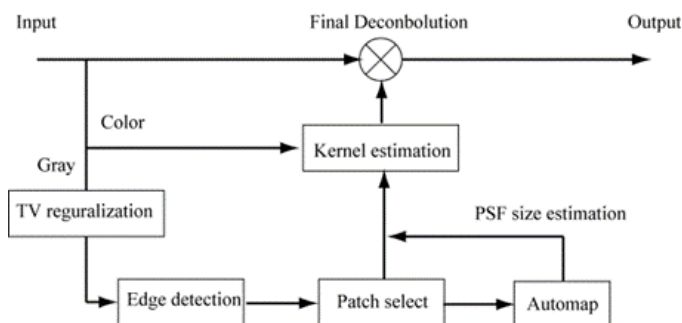 Input
Final Deconbolution
Output
Color
Kernel estimation
Gray
TV reguralization
PSF size estimation
Edge detection
Patch select
Automap